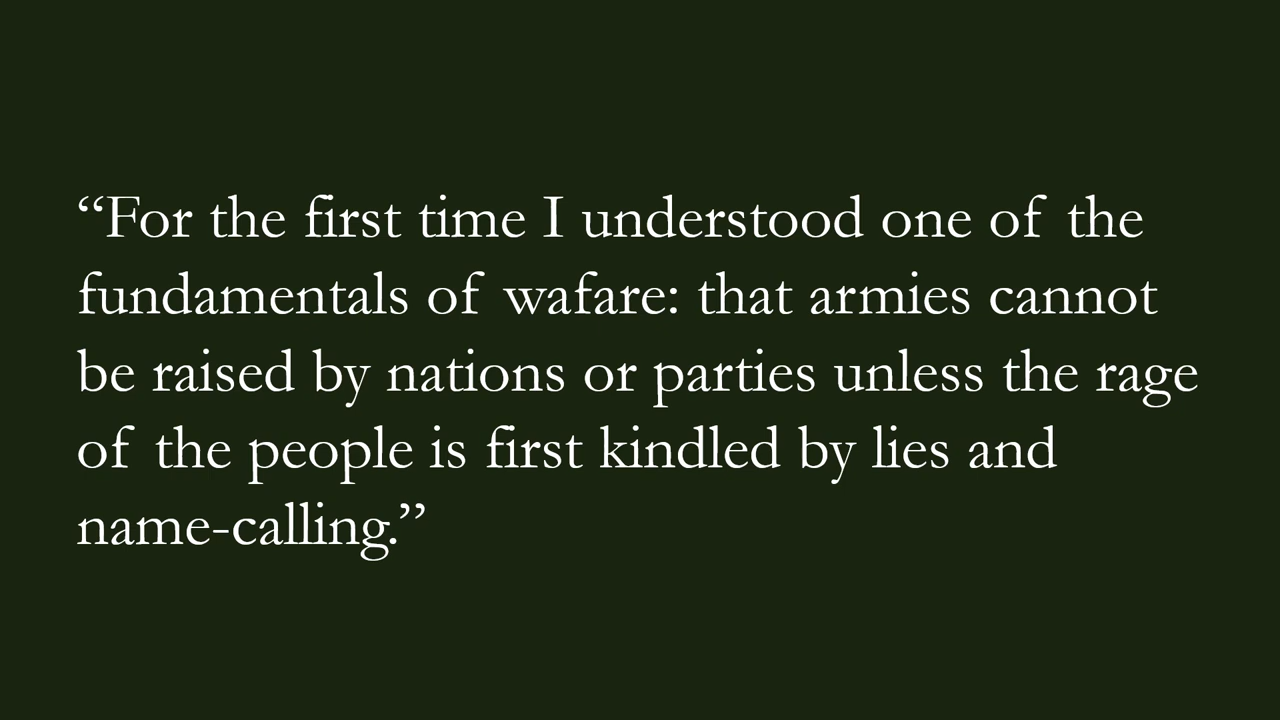 “For the first time I understood one of the
fundamentals of wafare: that armies cannot
be raised by nations or parties unless the rage
of the people is first kindled by lies and
name-calling.”